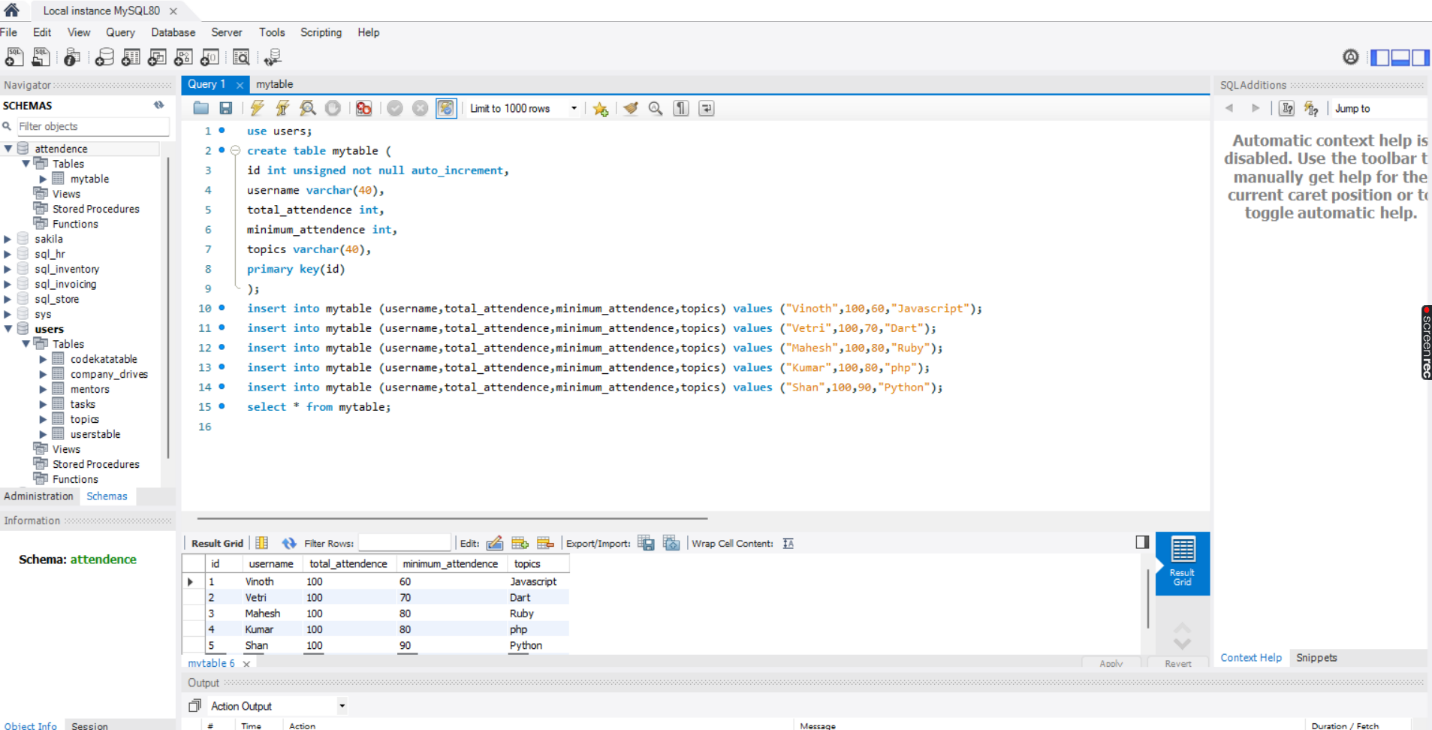 Local instance MySQL80 ×
File Edit View Query Database Server Tools Scripting Help
Navigator
SCHEMAS
Filter objects
attendence
Tables
mytable
Views
Stored Procedures
Functions
sakila
sql_hr
sql_inventory
sql_invoicing
sql_store
sys
users
Tables
codekatatable
company_drives
mentors
tasks
topics
userstable
Views
Stored Procedures
Functions
Administration Schemas
Information
Schema: attendence
Object Info Session
Query 1 × mytable
Limit to 1000 rows
1 use users;
2 create table mytable (
3 id int unsigned not null auto_increment,
4 username varchar(40),
5 total_attendence int,
6 minimum_attendence int,
7 topics varchar(40),
8 primary key(id)
9 );
10 insert into mytable (username,total_attendence,minimum_attendence,topics) values ("Vinoth",100,60,"Javascript");
11 insert into mytable (username,total_attendence,minimum_attendence,topics) values ("Vetri",100,70,"Dart");
12 insert into mytable (username,total_attendence,minimum_attendence,topics) values ("Mahesh",100,80,"Ruby");
13 insert into mytable (username,total_attendence,minimum_attendence,topics) values ("Kumar",100,80,"php");
14 insert into mytable (username,total_attendence,minimum_attendence,topics) values ("Shan",100,90,"Python");
15 select * from mytable;
16
Result Grid Filter Rows: Edit: Export/Import: Wrap Cell Content:
id username total_attendence minimum_attendence topics
1 Vinoth 100 60 Javascript
2 Vetri 100 70 Dart
3 Mahesh 100 80 Ruby
4 Kumar 100 80 php
5 Shan 100 90 Python
Result
Grid
mytable 6 × Apply Revert
Output
Action Output
# Time Action Message Duration / Fetch
SQLAdditions
Jump to
Automatic context help is
disabled. Use the toolbar t
manually get help for the
current caret position or to
toggle automatic help.
Context Help Snippets
screenrec